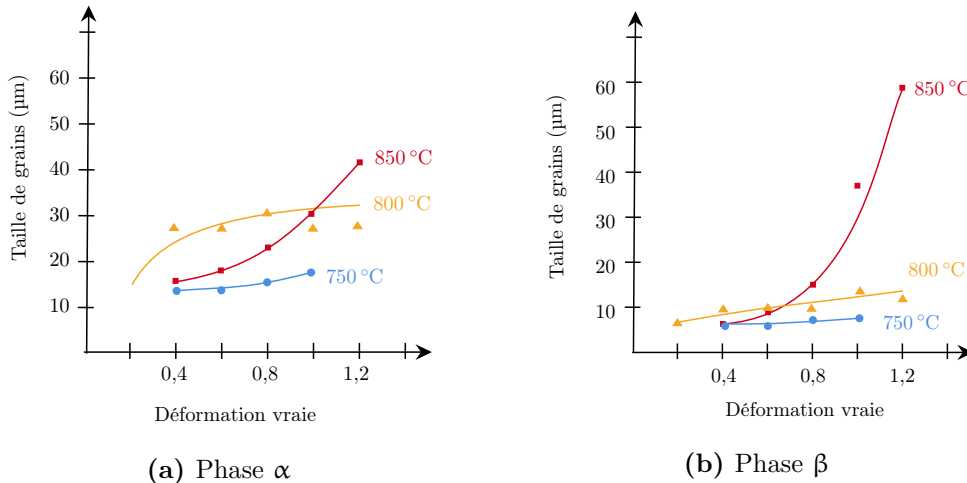 Taille de grains (µm)
60
50
40
30
20
10
850 °C
800 °C
750 °C
0,4
0,8
1,2
Déformation vraie
(a) Phase α
Taille de grains (µm)
60
50
40
30
20
10
850 °C
800 °C
750 °C
0,4
0,8
1,2
Déformation vraie
(b) Phase β